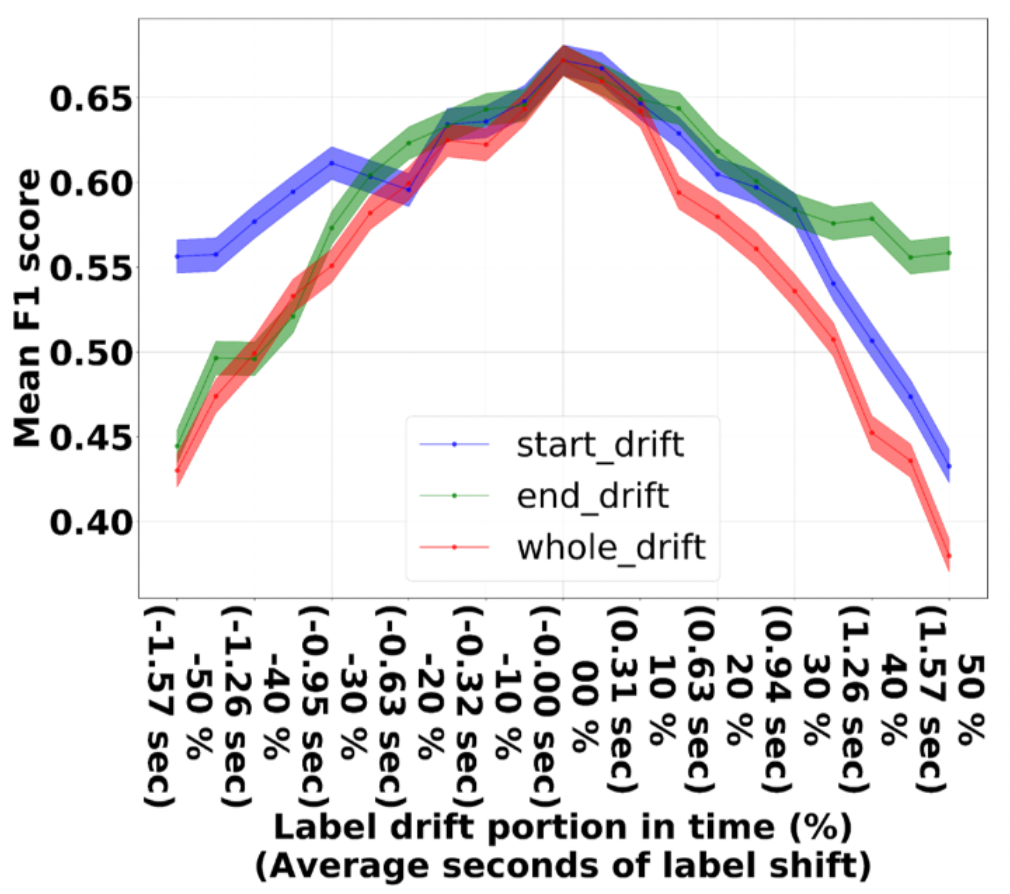 Mean F1 score
0.65
0.60
0.55
0.50
0.45
0.40
start_drift
end_drift
whole_drift
-50 %
(-1.57 sec)
-40 %
(-1.26 sec)
-30 %
(-0.95 sec)
-20 %
(-0.63 sec)
-10 %
(-0.32 sec)
00 %
(-0.00 sec)
10 %
(0.31 sec)
20 %
(0.63 sec)
30 %
(0.94 sec)
40 %
(1.26 sec)
50 %
(1.57 sec)
Label drift portion in time (%)
(Average seconds of label shift)